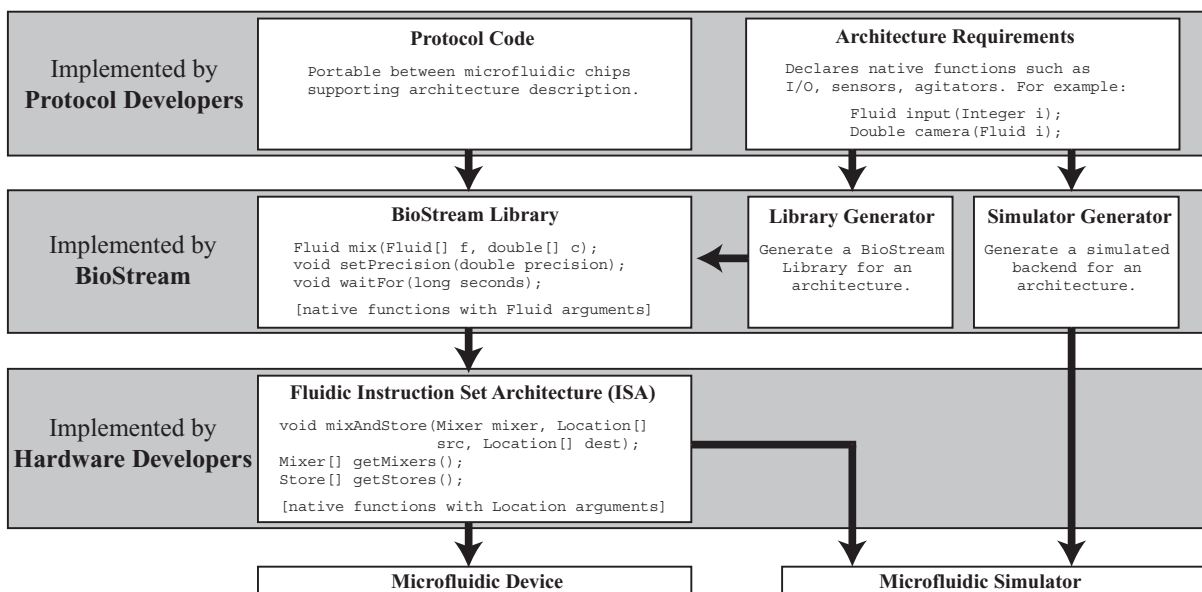 Implemented by
Protocol Developers
Protocol Code
Portable between microfluidic chips
supporting architecture description.
Architecture Requirements
Declares native functions such as
I/O, sensors, agitators. For example:
Fluid input(Integer i);
Double camera(Fluid i);
Implemented by
BioStream
BioStream Library
Fluid mix(Fluid[] f, double[] c);
void setPrecision(double precision);
void waitFor(long seconds);
[native functions with Fluid arguments]
Library Generator
Generate a BioStream
Library for an
architecture.
Simulator Generator
Generate a simulated
backend for an
architecture.
Implemented by
Hardware Developers
Fluidic Instruction Set Architecture (ISA)
void mixAndStore(Mixer mixer, Location[]
src, Location[] dest);
Mixer[] getMixers();
Store[] getStores();
[native functions with Location arguments]
Microfluidic Device
Microfluidic Simulator